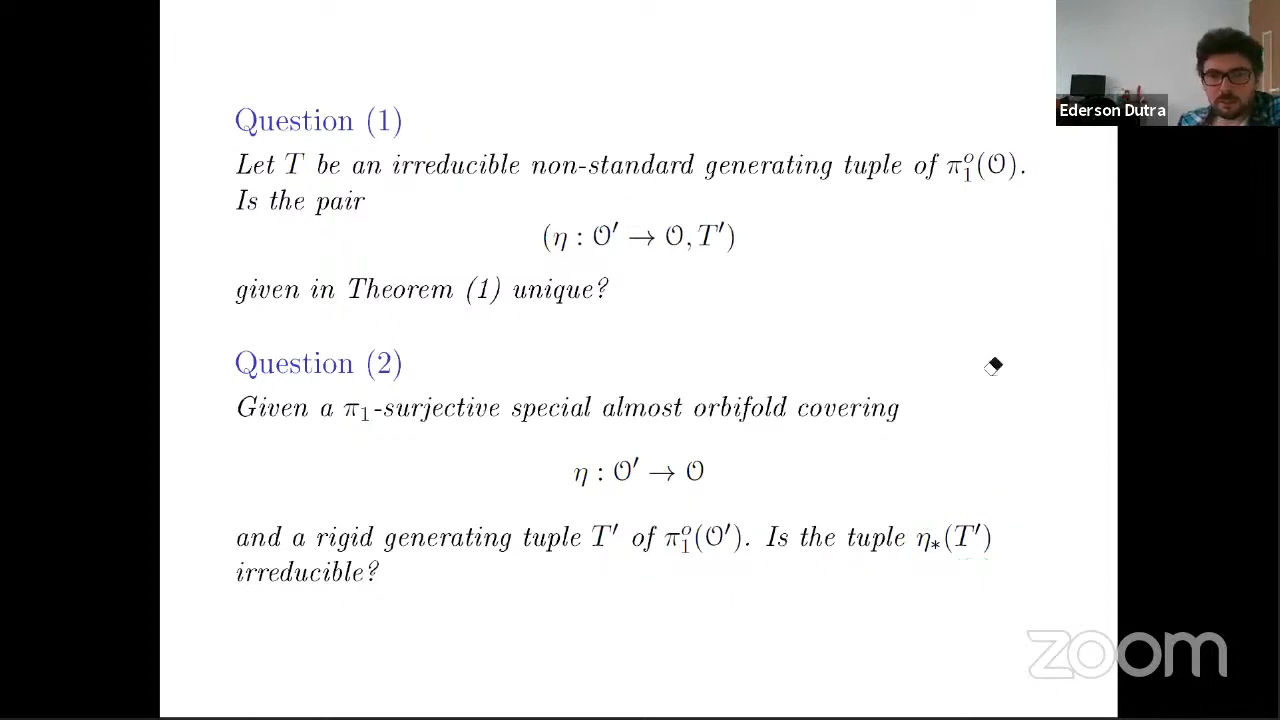 Question (1)
Let T be an irreducible non-standard generating tuple of π₁ᵒ(𝒪).
Is the pair
(η : 𝒪′ → 𝒪, T′)
given in Theorem (1) unique?
Question (2)
Given a π₁-surjective special almost orbifold covering
η : 𝒪′ → 𝒪
and a rigid generating tuple T′ of π₁ᵒ(𝒪′). Is the tuple η∗(T′)
irreducible?
Ederson Dutra
zoom